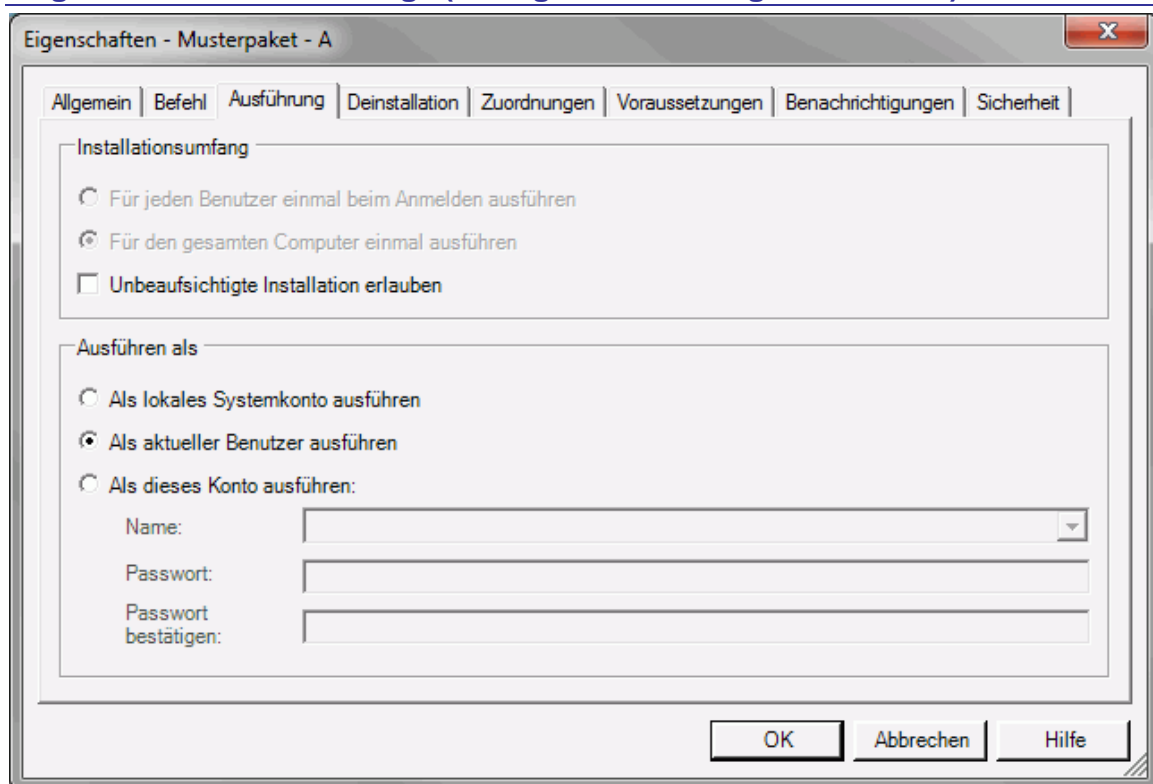 Eigenschaften - Musterpaket - A
Allgemein Befehl Ausführung Deinstallation Zuordnungen Voraussetzungen Benachrichtigungen Sicherheit
Installationsumfang
Für jeden Benutzer einmal beim Anmelden ausführen
Für den gesamten Computer einmal ausführen
Unbeaufsichtigte Installation erlauben
Ausführen als
Als lokales Systemkonto ausführen
Als aktueller Benutzer ausführen
Als dieses Konto ausführen:
Name:
Passwort:
Passwort
bestätigen:
OK Abbrechen Hilfe